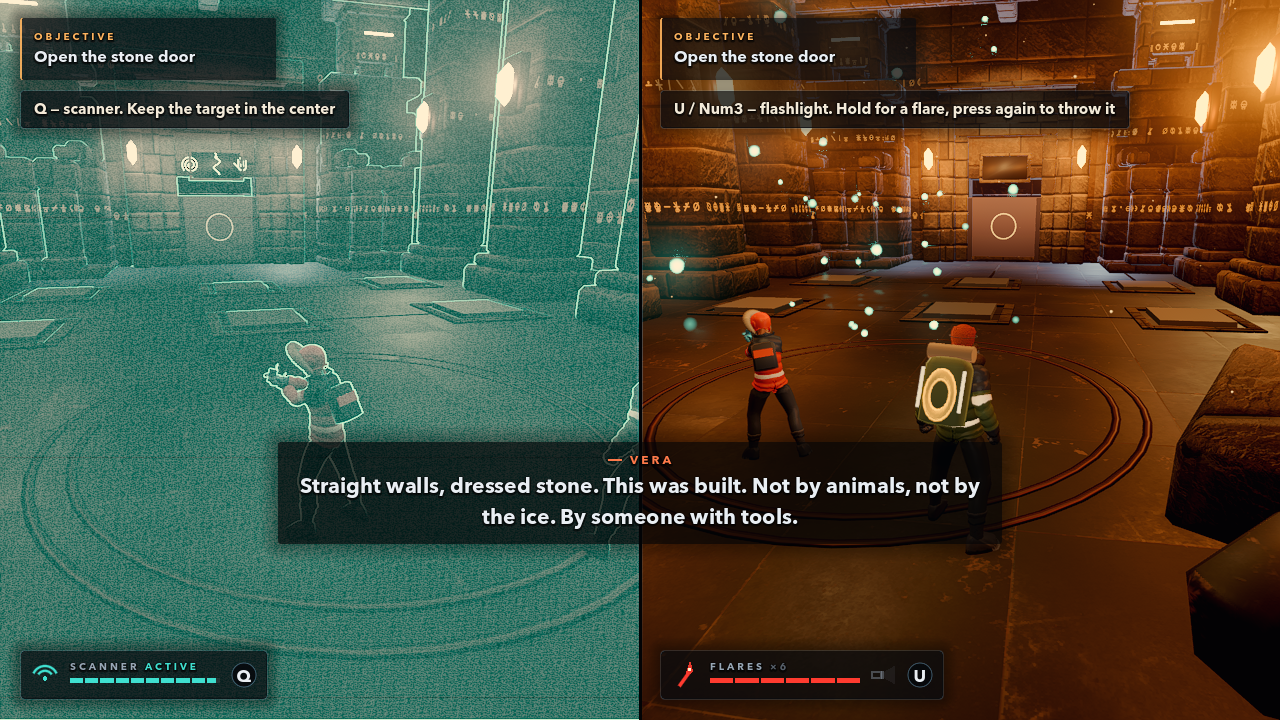 OBJECTIVE
Open the stone door
Q – scanner. Keep the target in the center
OBJECTIVE
Open the stone door
U / Num3 – flashlight. Hold for a flare, press again to throw it
— VERA
Straight walls, dressed stone. This was built. Not by animals, not by
the ice. By someone with tools.
SCANNER ACTIVE
Q
FLARES ×6
U